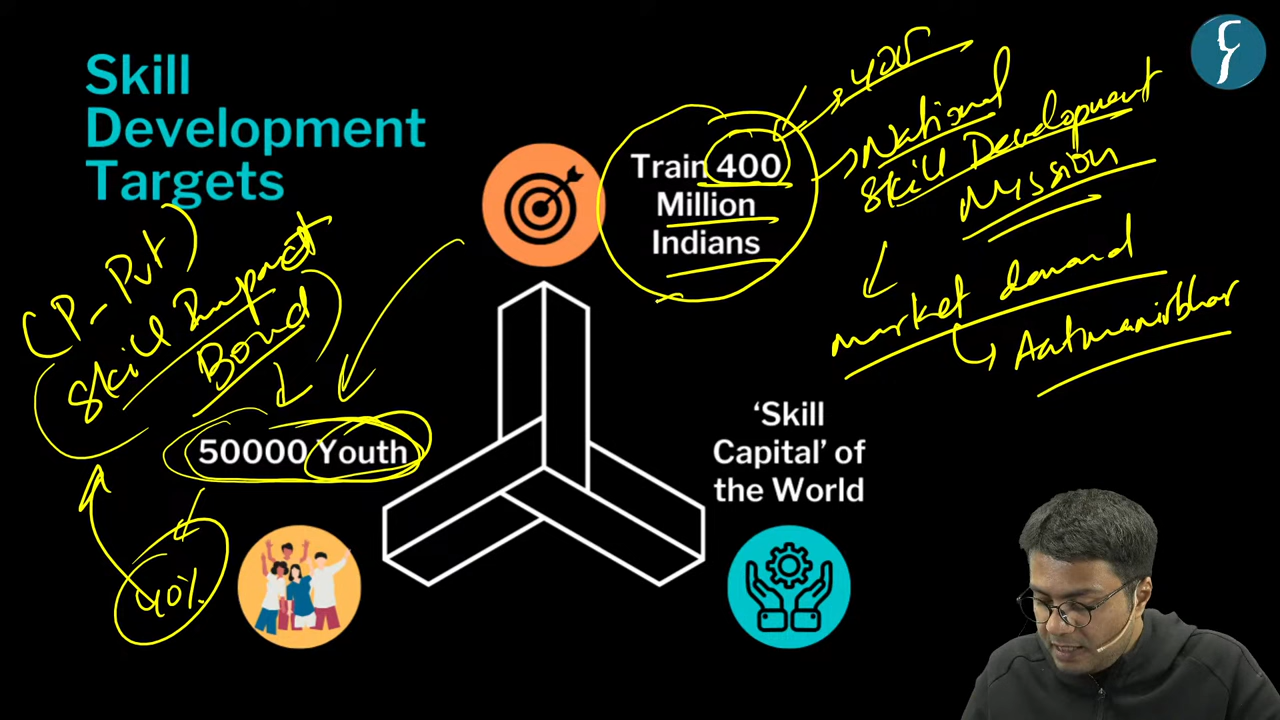 Skill
Development
Targets
Train 400
Million
Indians
National
Skill Development
Mission
market demand
Aatmanirbhar
(P-Pvt)
Skill Impact
Bond
50000 Youth
40%
'Skill
Capital' of
the World